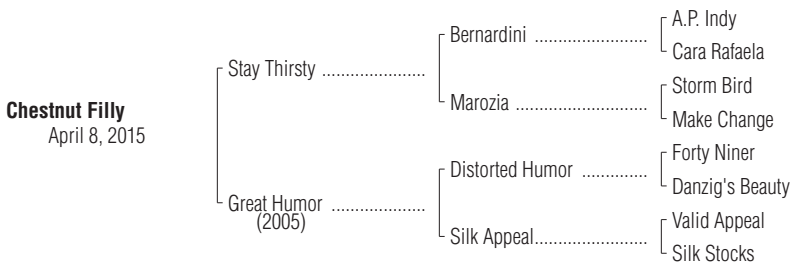 A.P. Indy
Bernardini ........................
Cara Rafaela
Stay Thirsty ......................
Storm Bird
Marozia ............................
Make Change
Chestnut Filly
April 8, 2015
Forty Niner
Distorted Humor ..............
Danzig's Beauty
Great Humor ....................
(2005)
Valid Appeal
Silk Appeal........................
Silk Stocks